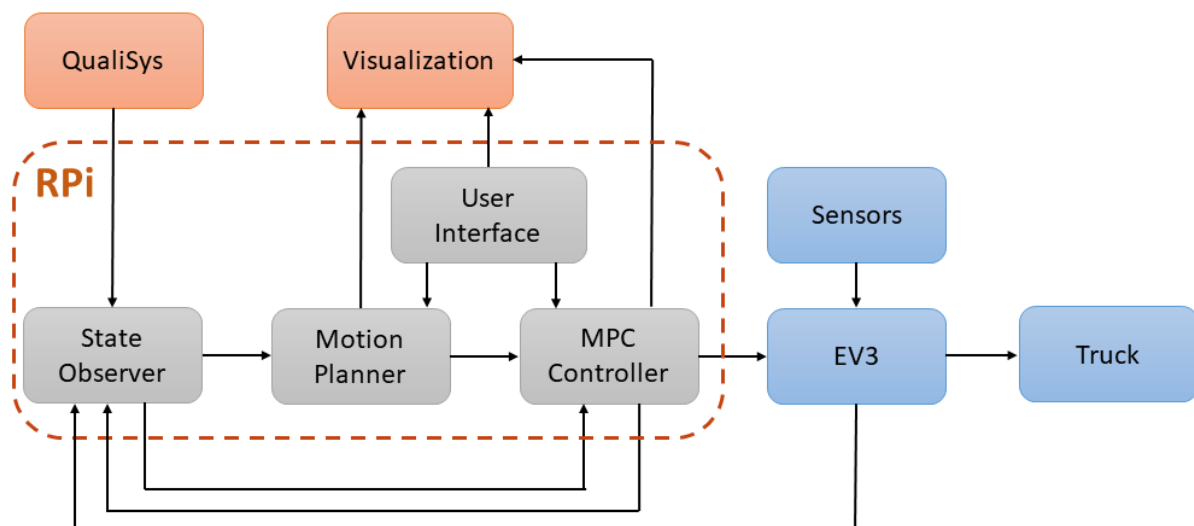 QualiSys
Visualization
RPi
User
Interface
Sensors
State
Observer
Motion
Planner
MPC
Controller
EV3
Truck